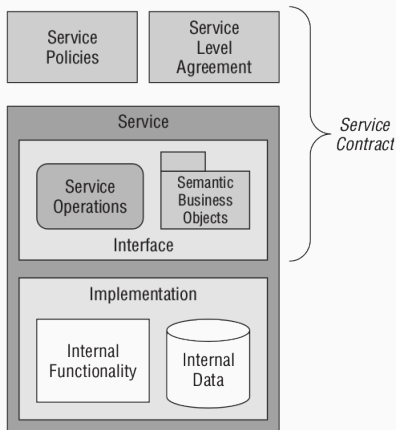 Service
Policies
Service
Level
Agreement
Service
Contract
Service
Service
Operations
Semantic
Business
Objects
Interface
Implementation
Internal
Functionality
Internal
Data